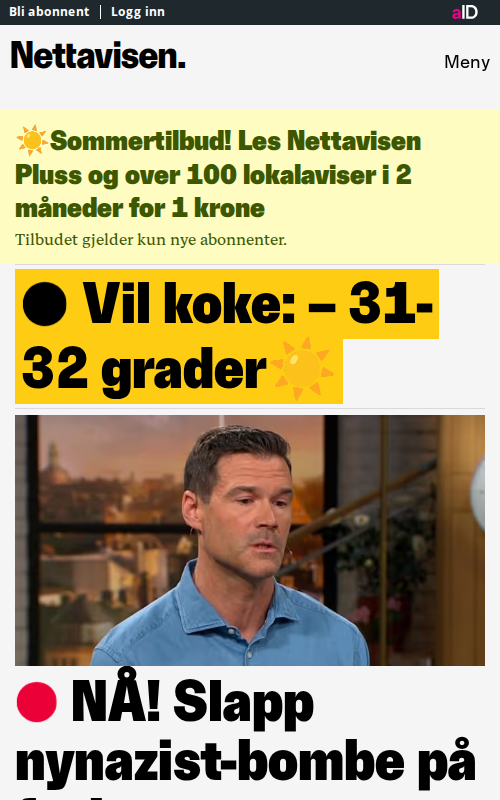 Bli abonnent | Logg inn
aID
Nettavisen.
Meny
☀️Sommertilbud! Les Nettavisen
Pluss og over 100 lokalaviser i 2
måneder for 1 krone
Tilbudet gjelder kun nye abonnenter.
⚫ Vil koke: – 31-
32 grader☀️
🔴 NÅ! Slapp
nynazist-bombe på